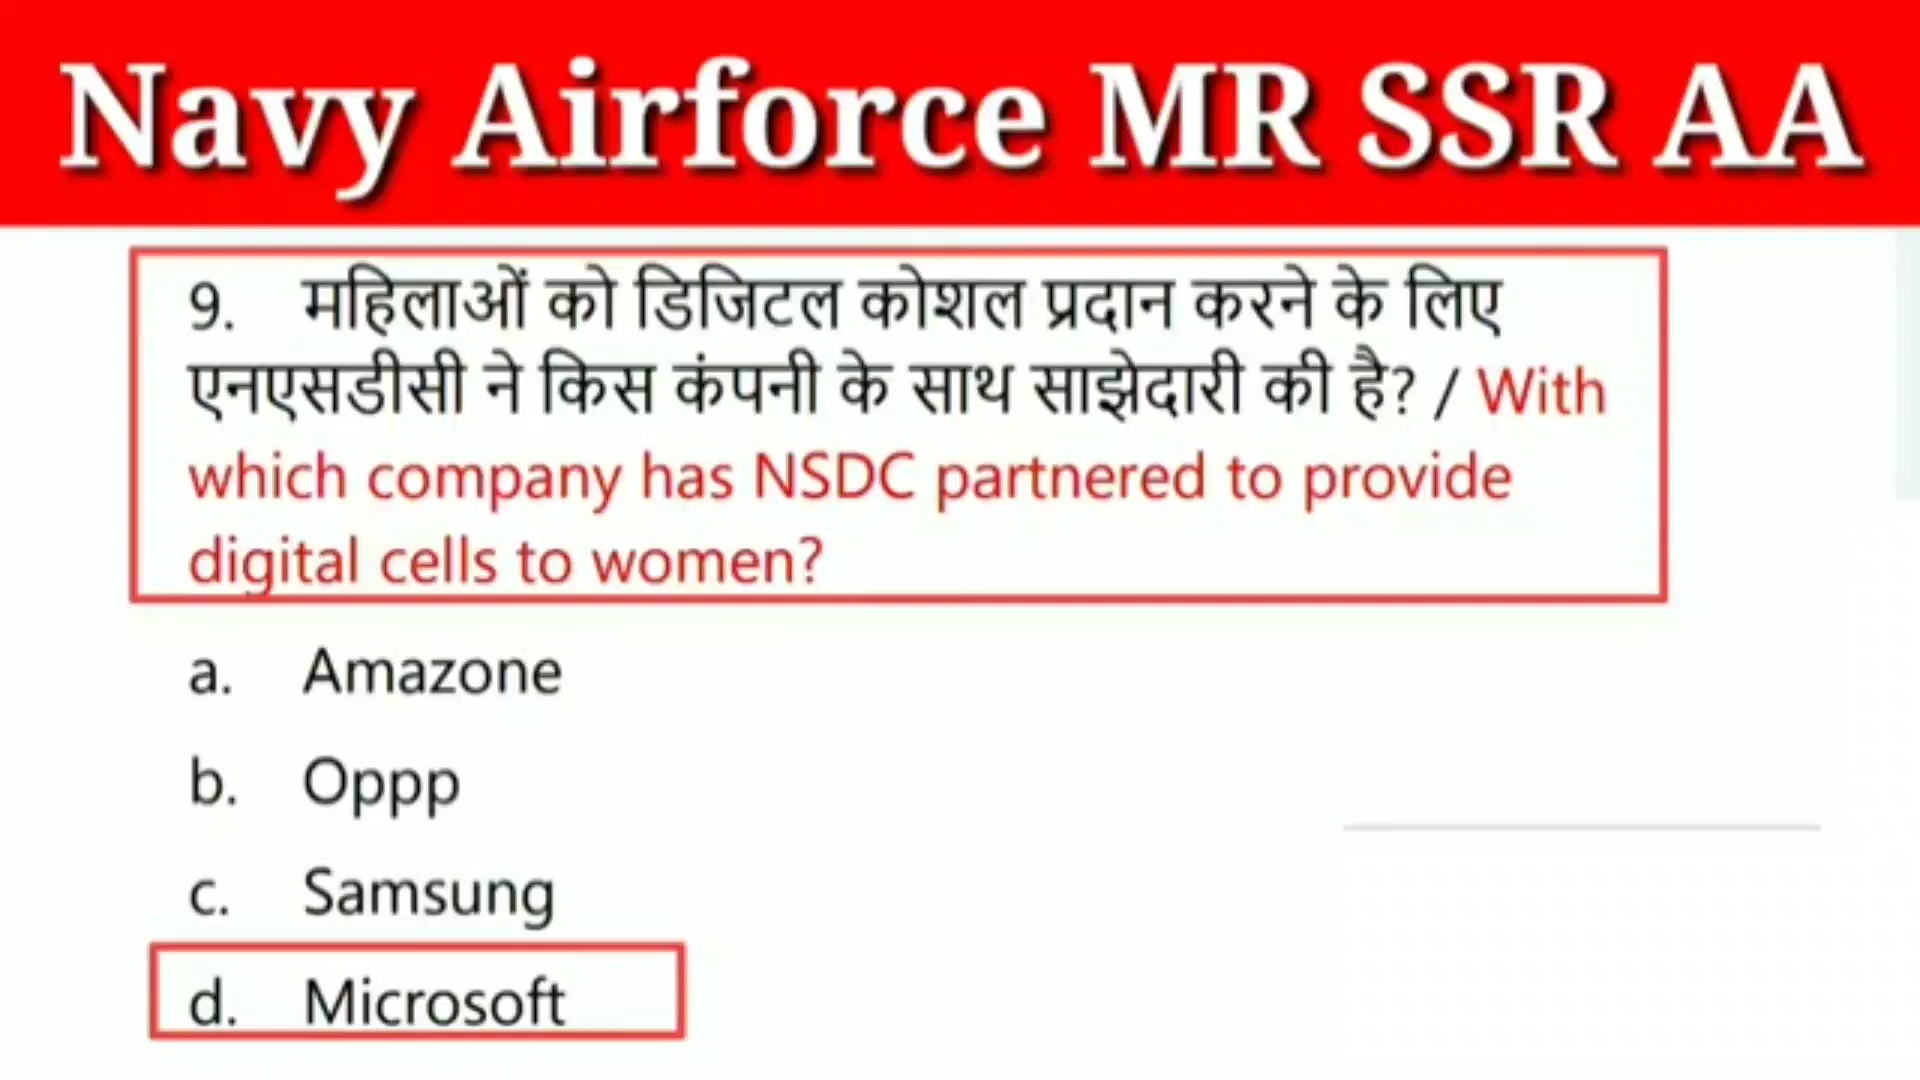 Navy Airforce MR SSR AA
9. महिलाओं को डिजिटल कोशल प्रदान करने के लिए
एनएसडीसी ने किस कंपनी के साथ साझेदारी की है? / With
which company has NSDC partnered to provide
digital cells to women?
a. Amazone
b. Oppp
c. Samsung
d. Microsoft